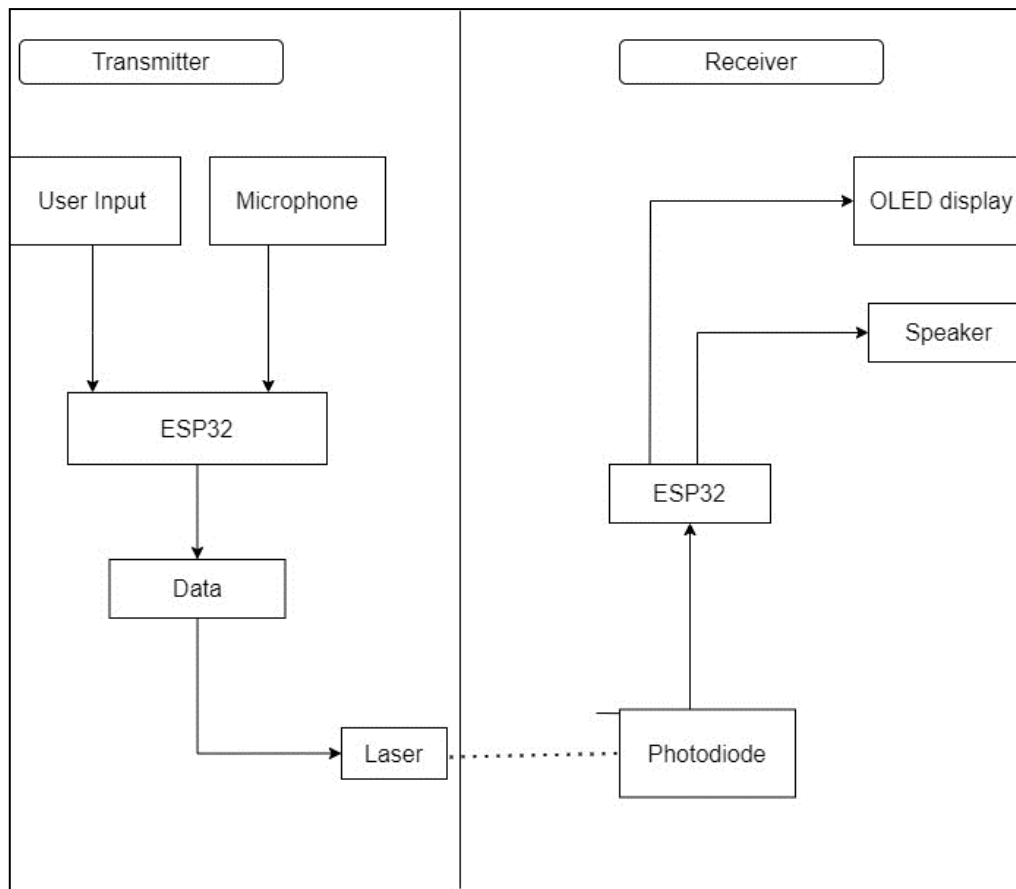 Transmitter
Receiver
User Input
Microphone
OLED display
Speaker
ESP32
ESP32
Data
Laser
Photodiode